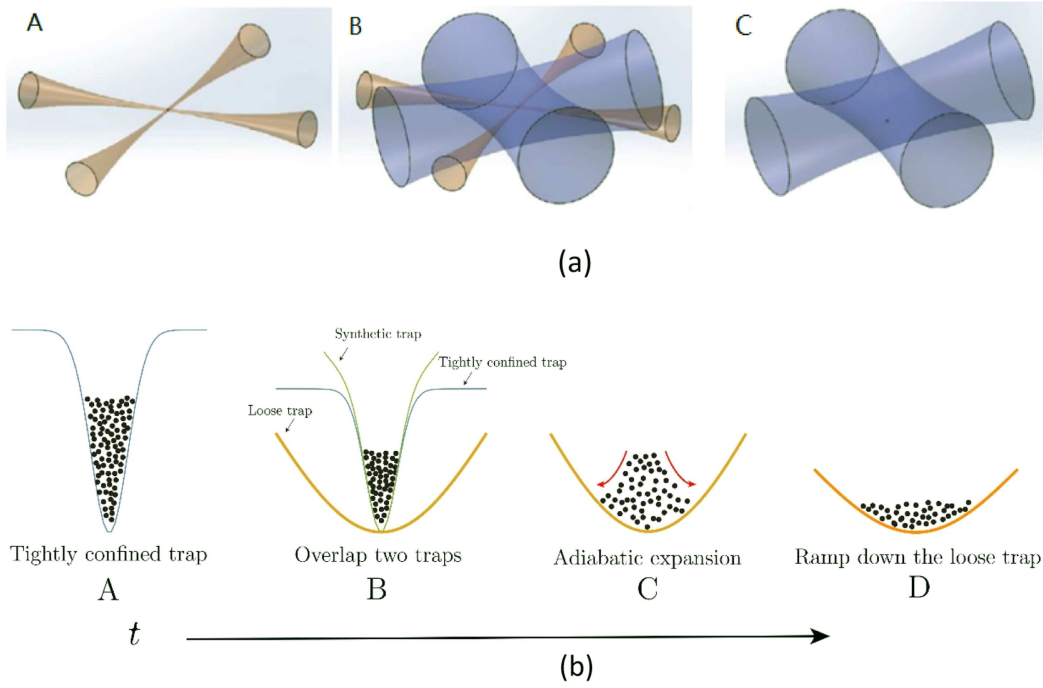 A
B
C
(a)
Synthetic trap
Tightly confined trap
Loose trap
Tightly confined trap
Overlap two traps
Adiabatic expansion
Ramp down the loose trap
A
B
C
D
t
(b)